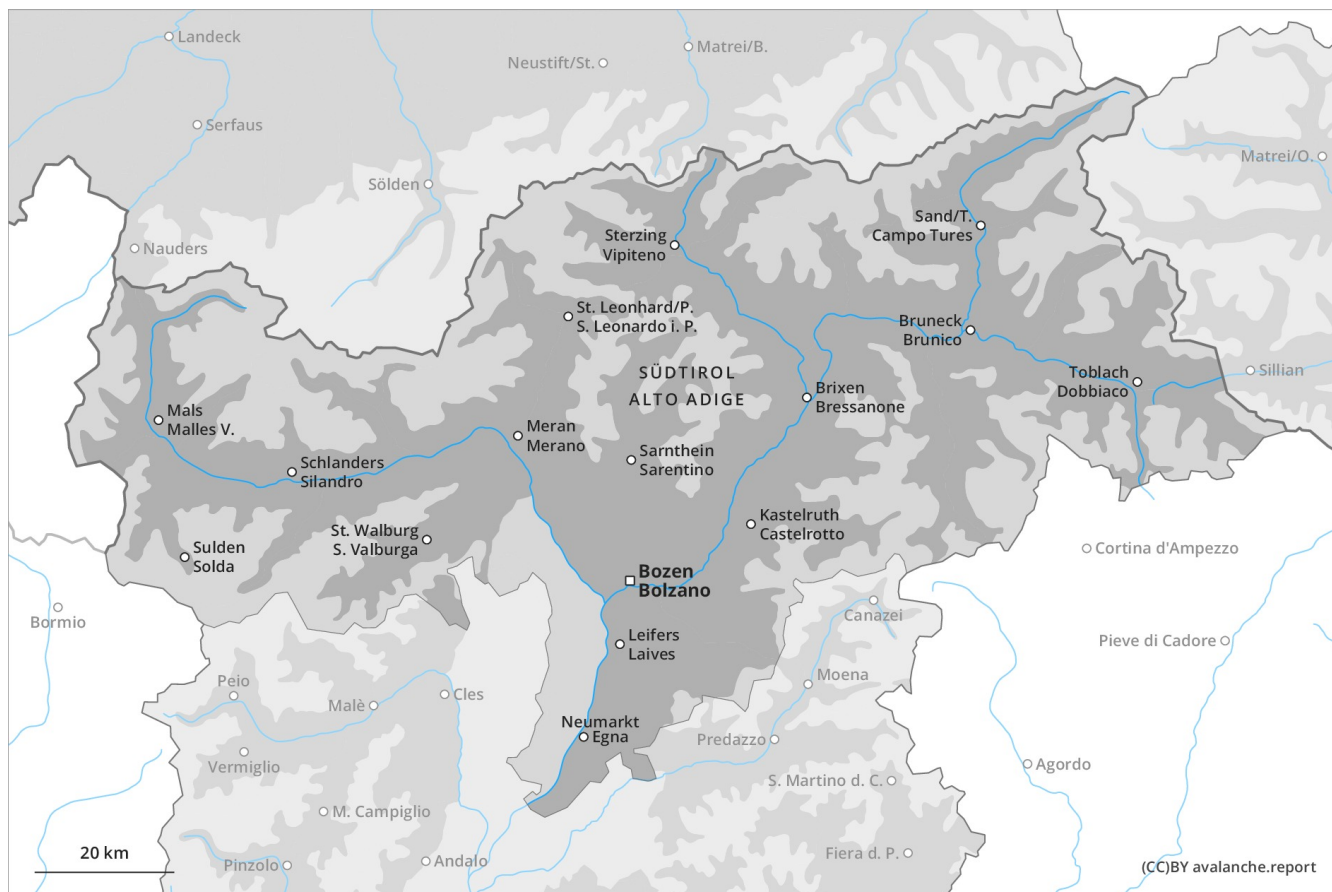 Landeck
Neustift/St.
Matrei/B.
Serfaus
Sölden
Matrei/O.
Nauders
Sterzing
Vipiteno
Sand/T.
Campo Tures
St. Leonhard/P.
S. Leonardo i. P.
Bruneck
Brunico
SÜDTIROL
ALTO ADIGE
Toblach
Dobbiaco
Sillian
Brixen
Bressanone
Mals
Malles V.
Meran
Merano
Schlanders
Silandro
Sarnthein
Sarentino
Kastelruth
Castelrotto
St. Walburg
S. Valburga
Sulden
Solda
Cortina d'Ampezzo
Bozen
Bolzano
Bormio
Canazei
Leifers
Laives
Pieve di Cadore
Peio
Malè
Cles
Moena
Neumarkt
Egna
Predazzo
Vermiglio
Agordo
S. Martino d. C.
M. Campiglio
20 km
Pinzolo
Andalo
Fiera d. P.
(CC)BY avalanche.report